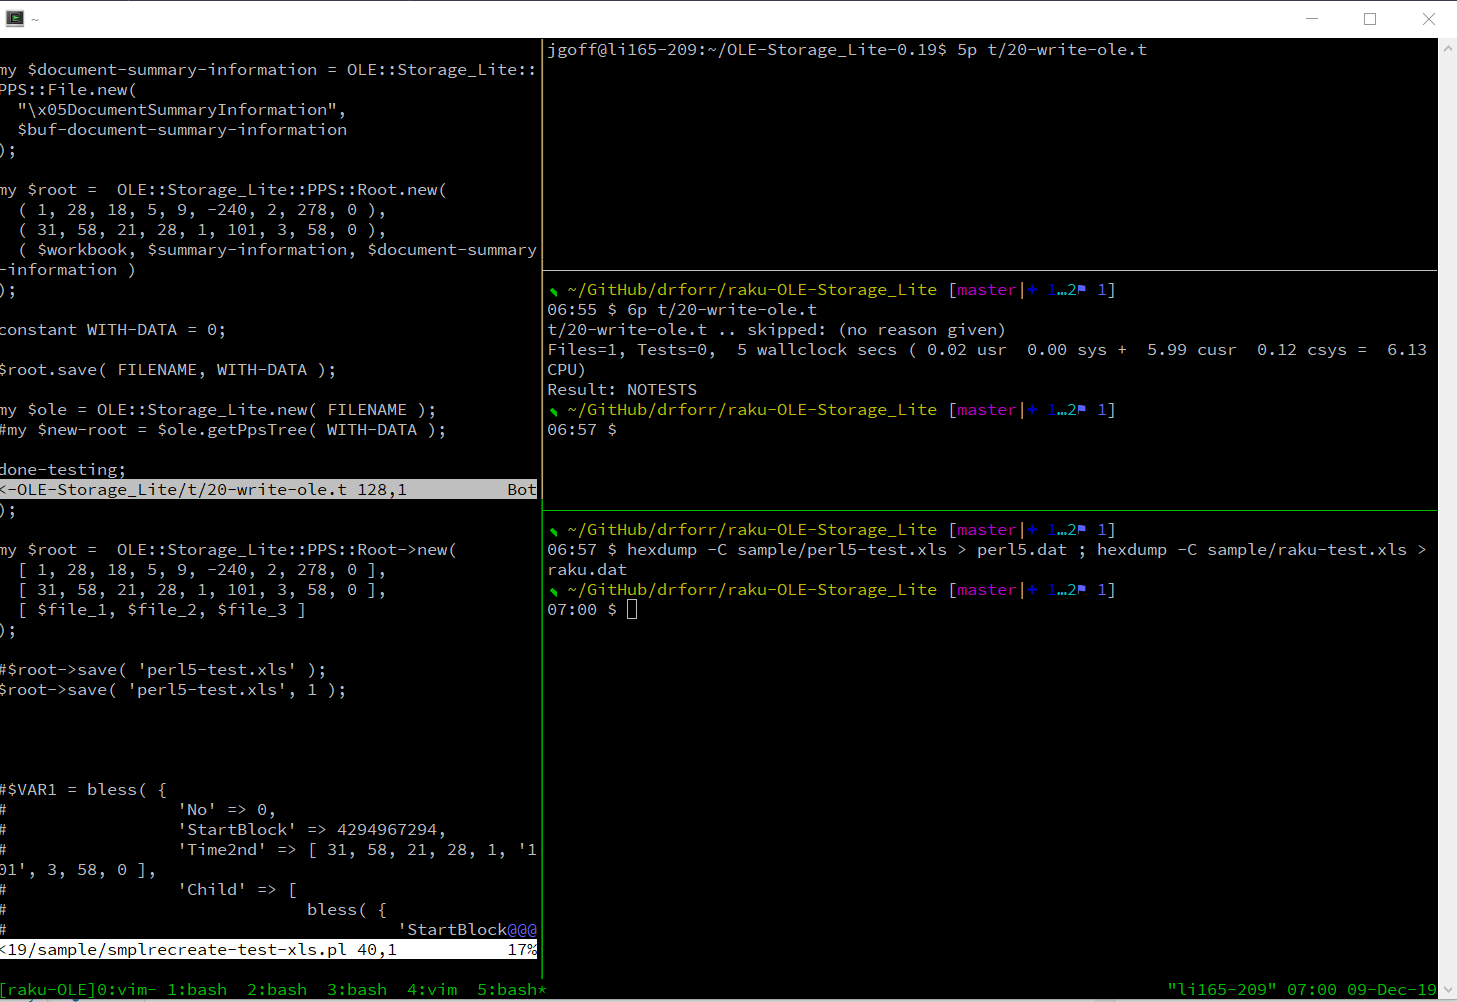 ~
my $document-summary-information = OLE::Storage_Lite::
PPS::File.new(
  "\x05DocumentSummaryInformation",
  $buf-document-summary-information
);
my $root =  OLE::Storage_Lite::PPS::Root.new(
  ( 1, 28, 18, 5, 9, -240, 2, 278, 0 ),
  ( 31, 58, 21, 28, 1, 101, 3, 58, 0 ),
  ( $workbook, $summary-information, $document-summary
-information )
);
constant WITH-DATA = 0;
$root.save( FILENAME, WITH-DATA );
my $ole = OLE::Storage_Lite.new( FILENAME );
#my $new-root = $ole.getPpsTree( WITH-DATA );
done-testing;
<-OLE-Storage_Lite/t/20-write-ole.t 128,1          Bot
);
my $root =  OLE::Storage_Lite::PPS::Root->new(
  [ 1, 28, 18, 5, 9, -240, 2, 278, 0 ],
  [ 31, 58, 21, 28, 1, 101, 3, 58, 0 ],
  [ $file_1, $file_2, $file_3 ]
);
#$root->save( 'perl5-test.xls' );
$root->save( 'perl5-test.xls', 1 );
#$VAR1 = bless( {
#                 'No' => 0,
#                 'StartBlock' => 4294967294,
#                 'Time2nd' => [ 31, 58, 21, 28, 1, '1
01', 3, 58, 0 ],
#                 'Child' => [
#                              bless( {
#                                       'StartBlock@@@
<19/sample/smplrecreate-test-xls.pl 40,1           17%
jgoff@li165-209:~/OLE-Storage_Lite-0.19$ 5p t/20-write-ole.t
~/GitHub/drforr/raku-OLE-Storage_Lite [master|✚ 1…2⚑ 1]
06:55 $ 6p t/20-write-ole.t
t/20-write-ole.t .. skipped: (no reason given)
Files=1, Tests=0,  5 wallclock secs ( 0.02 usr  0.00 sys +  5.99 cusr  0.12 csys =  6.13
CPU)
Result: NOTESTS
~/GitHub/drforr/raku-OLE-Storage_Lite [master|✚ 1…2⚑ 1]
06:57 $
~/GitHub/drforr/raku-OLE-Storage_Lite [master|✚ 1…2⚑ 1]
06:57 $ hexdump -C sample/perl5-test.xls > perl5.dat ; hexdump -C sample/raku-test.xls >
raku.dat
~/GitHub/drforr/raku-OLE-Storage_Lite [master|✚ 1…2⚑ 1]
07:00 $
[raku-OLE]0:vim- 1:bash  2:bash  3:bash  4:vim  5:bash* "li165-209" 07:00 09-Dec-19